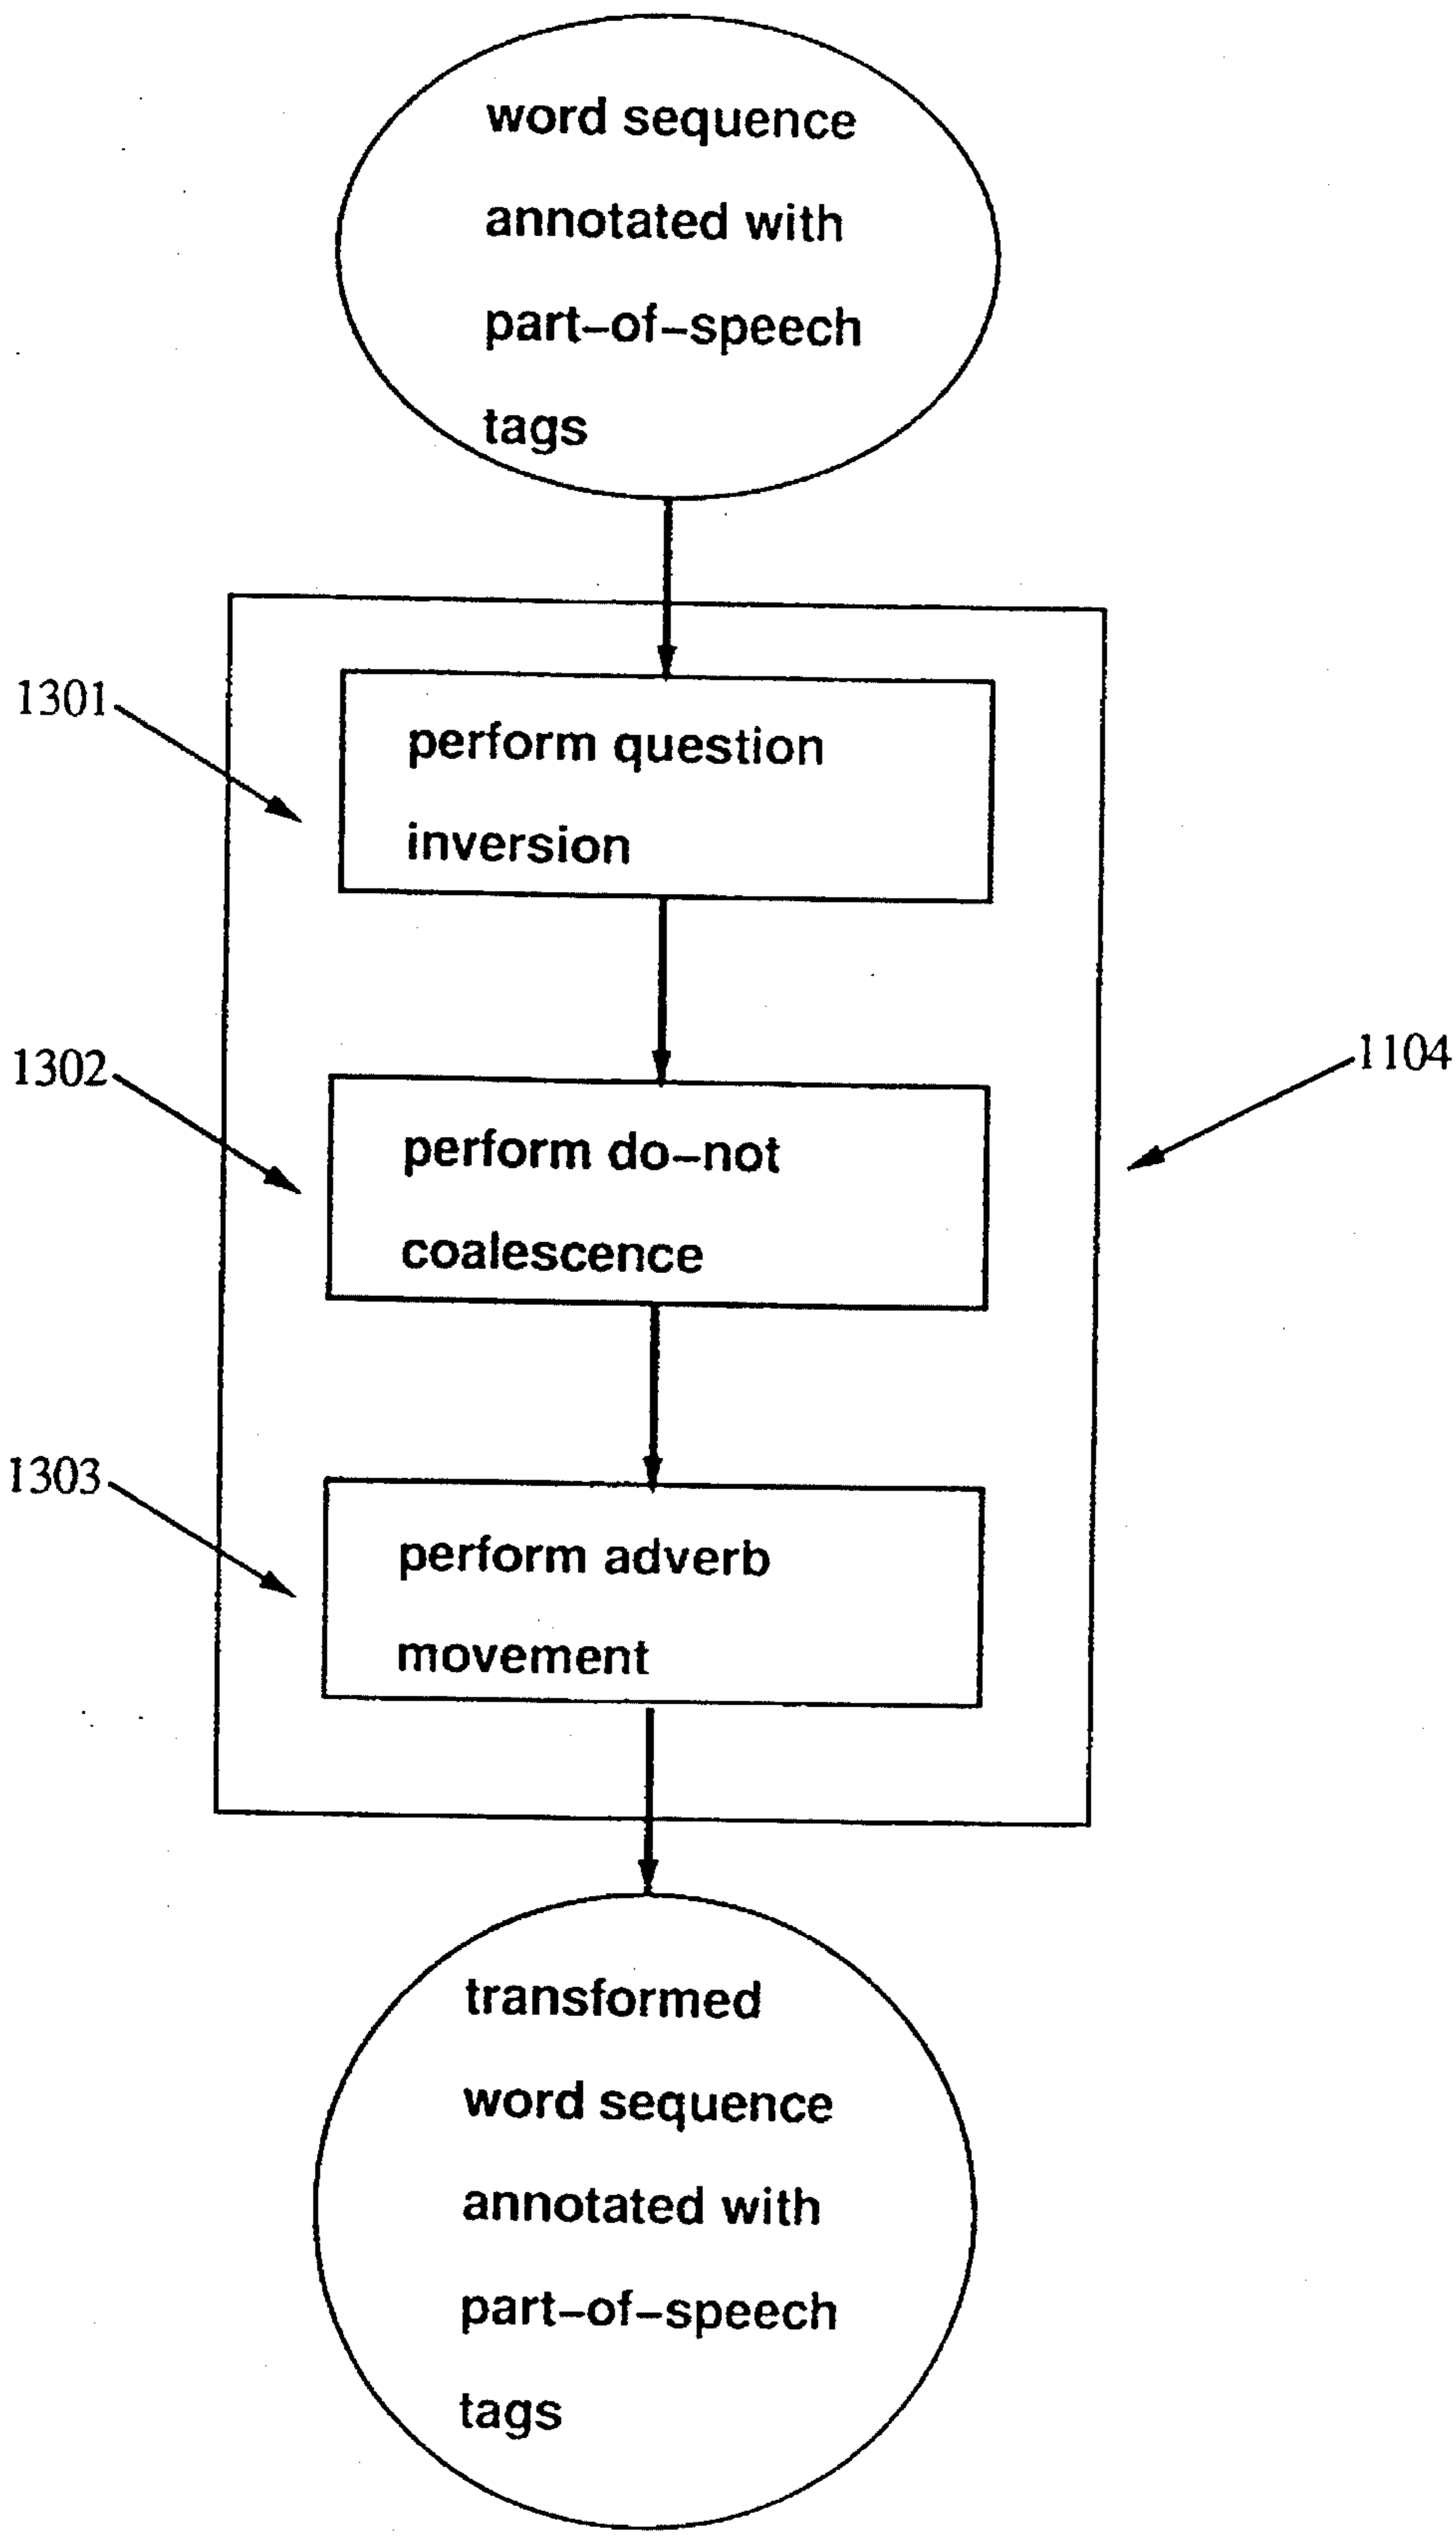 word sequence
annotated with
part–of–speech
tags
1301
perform question
inversion
1302
perform do–not
coalescence
1104
1303
perform adverb
movement
transformed
word sequence
annotated with
part–of–speech
tags